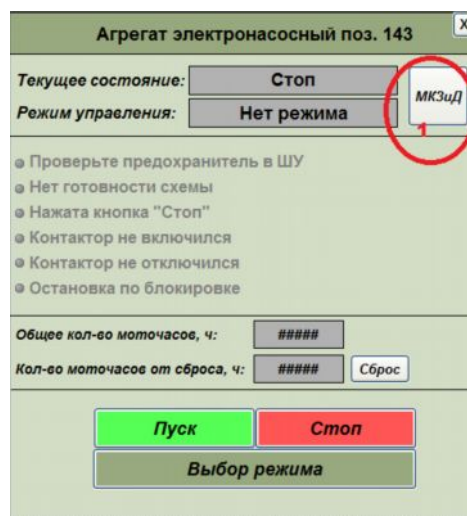 Агрегат электронасосный поз. 143
X
Текущее состояние: Стоп
МКЗиД
Режим управления: Нет режима
1
Проверьте предохранитель в ШУ
Нет готовности схемы
Нажата кнопка "Стоп"
Контактор не включился
Контактор не отключился
Остановка по блокировке
Общее кол-во моточасов, ч: #####
Кол-во моточасов от сброса, ч: ##### Сброс
Пуск Стоп
Выбор режима